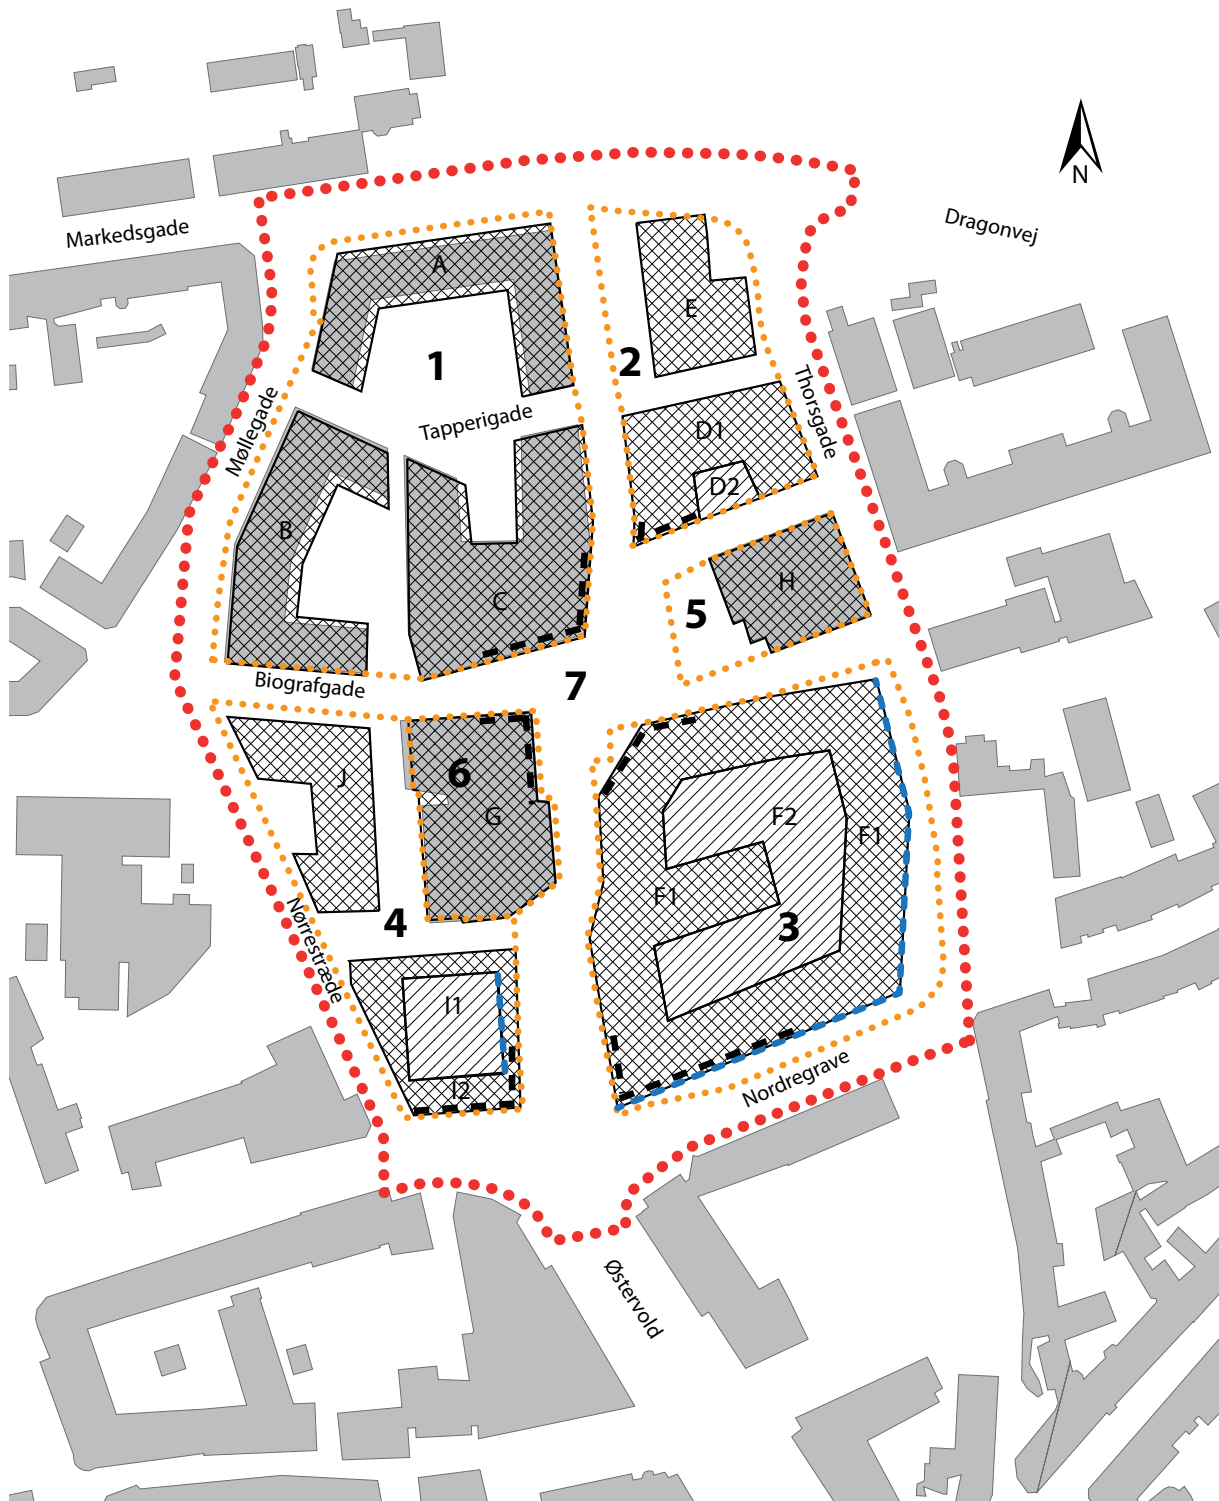 N
Dragonvej
Markedsgade
A
E
1
2
Thorsgade
Møllegade
Tapperigade
D1
D2
B
H
C
5
Biografgade
7
J
6
G
F2
F1
F1
3
4
Nørrestræde
I1
I2
Nordregrave
Østervold